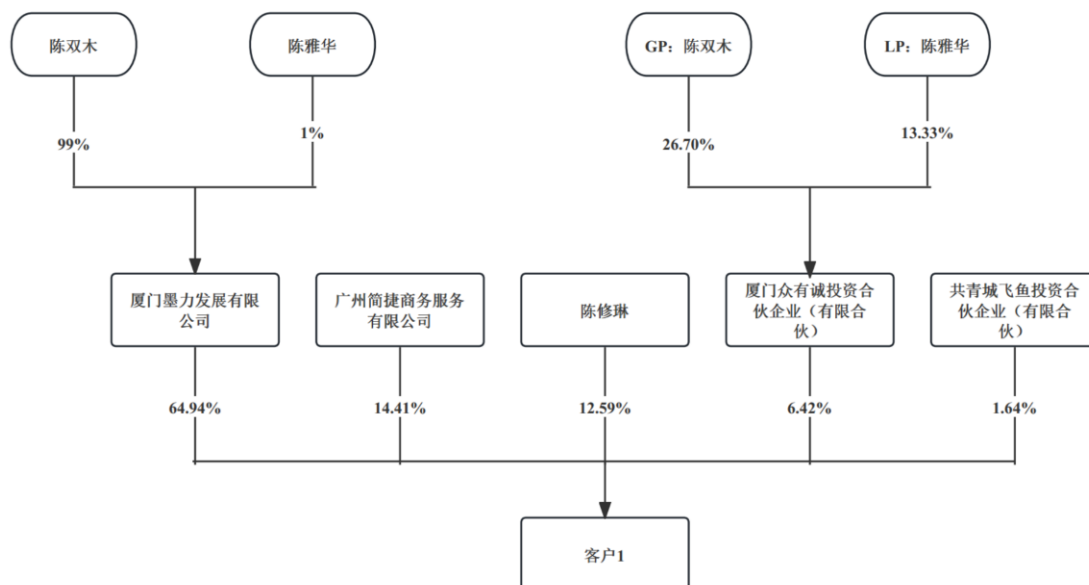 陈双木
陈雅华
GP：陈双木
LP：陈雅华
99%
1%
26.70%
13.33%
厦门墨力发展有限
公司
广州简捷商务服务
有限公司
陈修琳
厦门众有诚投资合
伙企业（有限合
伙）
共青城飞鱼投资合
伙企业（有限合
伙）
64.94%
14.41%
12.59%
6.42%
1.64%
客户1